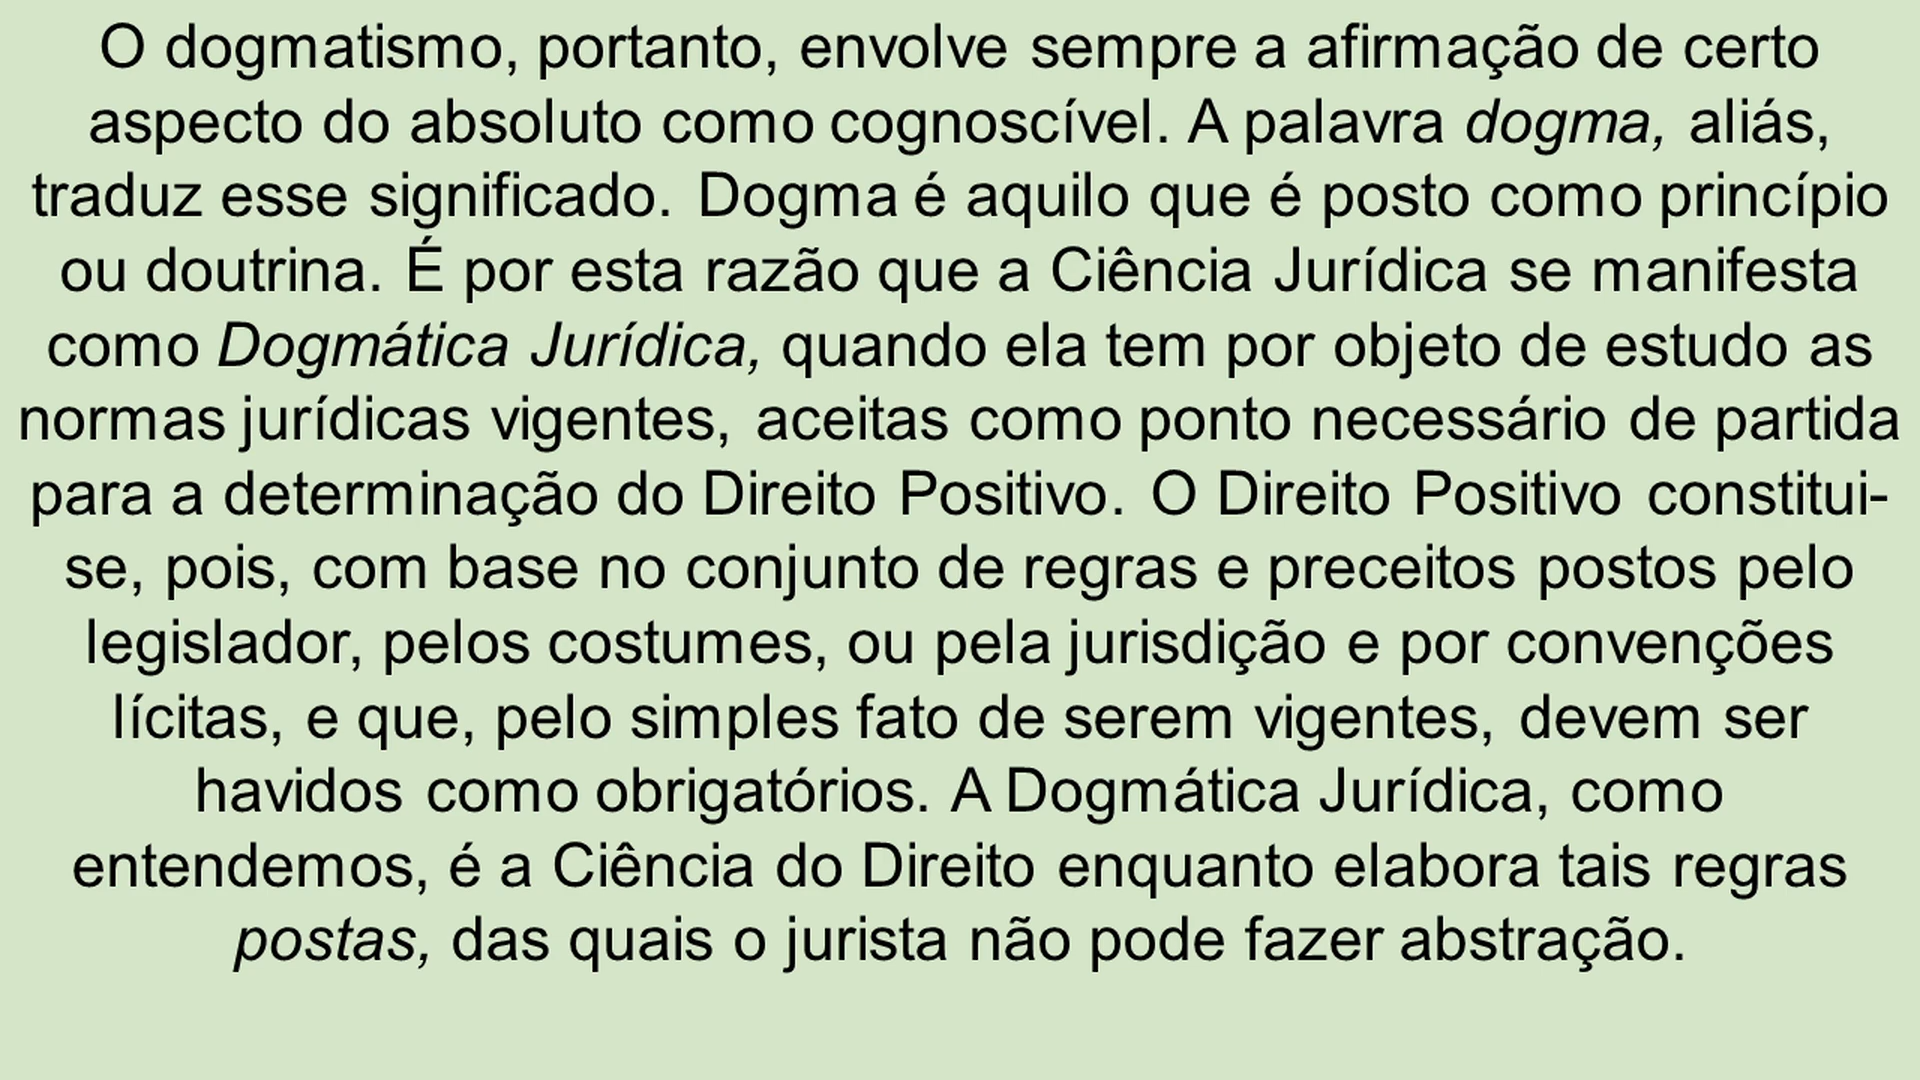 O dogmatismo, portanto, envolve sempre a afirmação de certo
aspecto do absoluto como cognoscível. A palavra dogma, aliás,
traduz esse significado. Dogma é aquilo que é posto como princípio
ou doutrina. É por esta razão que a Ciência Jurídica se manifesta
como Dogmática Jurídica, quando ela tem por objeto de estudo as
normas jurídicas vigentes, aceitas como ponto necessário de partida
para a determinação do Direito Positivo. O Direito Positivo constitui-
se, pois, com base no conjunto de regras e preceitos postos pelo
legislador, pelos costumes, ou pela jurisdição e por convenções
lícitas, e que, pelo simples fato de serem vigentes, devem ser
havidos como obrigatórios. A Dogmática Jurídica, como
entendemos, é a Ciência do Direito enquanto elabora tais regras
postas, das quais o jurista não pode fazer abstração.